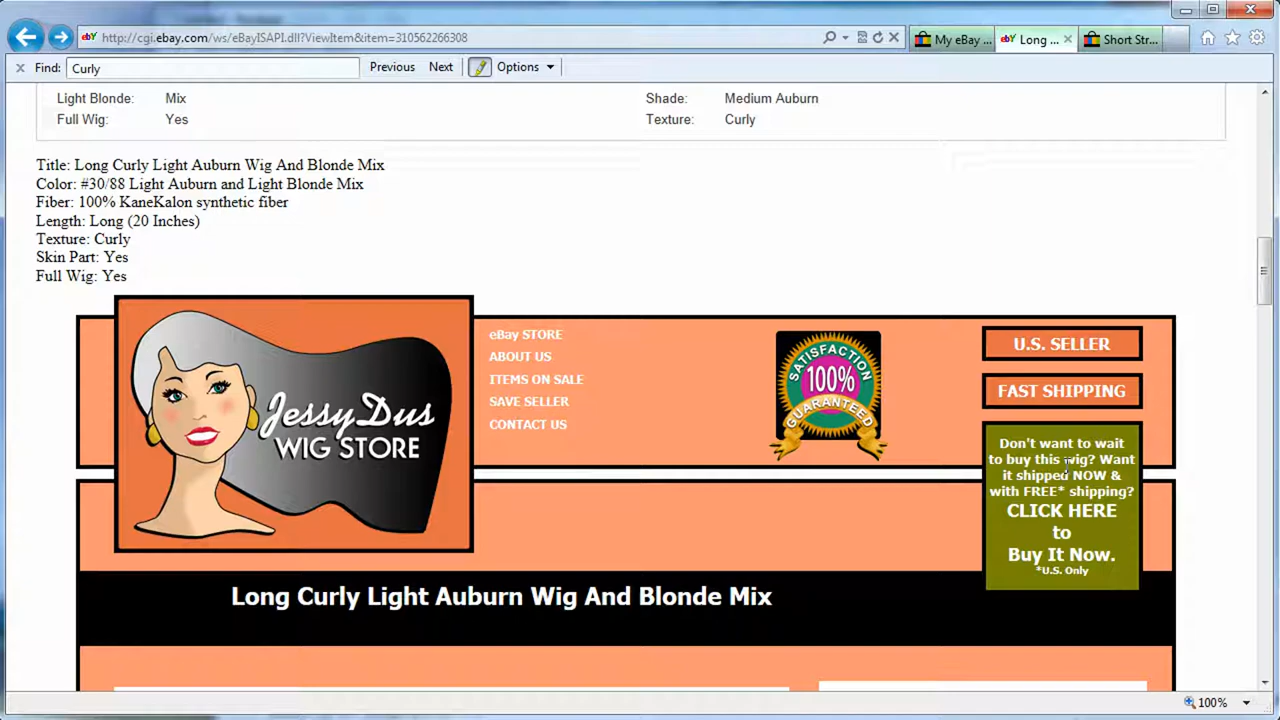 http://cgi.ebay.com/ws/eBayISAPI.dll?ViewItem&item=310562266308
My eBay ...
Long ...
Short Str...
Find: Curly Previous Next Options
Light Blonde: Mix Shade: Medium Auburn
Full Wig: Yes Texture: Curly
Title: Long Curly Light Auburn Wig And Blonde Mix
Color: #30/88 Light Auburn and Light Blonde Mix
Fiber: 100% KaneKalon synthetic fiber
Length: Long (20 Inches)
Texture: Curly
Skin Part: Yes
Full Wig: Yes
JessyDus
WIG STORE
eBay STORE
ABOUT US
ITEMS ON SALE
SAVE SELLER
CONTACT US
SATISFACTION
100%
GUARANTEED
U.S. SELLER
FAST SHIPPING
Don't want to wait
to buy this wig? Want
it shipped NOW &
with FREE* shipping?
CLICK HERE
to
Buy It Now.
*U.S. Only
Long Curly Light Auburn Wig And Blonde Mix
100%